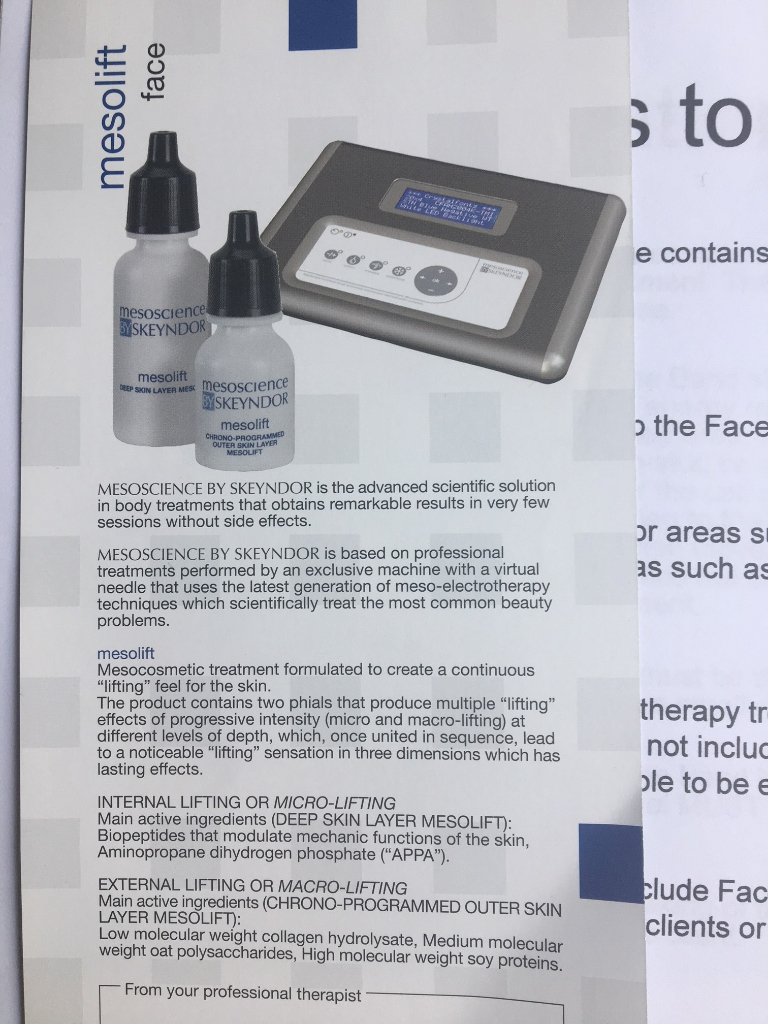 mesolift
face
*** Crystalfontz ***
White LED Backlight
mesoscience
BY SKEYNDOR
mesolift
DEEP SKIN LAYER
mesoscience
BY SKEYNDOR
mesolift
CHRONO-PROGRAMMED
OUTER SKIN LAYER
MESOLIFT
MESOSCIENCE BY SKEYNDOR is the advanced scientific solution
in body treatments that obtains remarkable results in very few
sessions without side effects.
MESOSCIENCE BY SKEYNDOR is based on professional
treatments performed by an exclusive machine with a virtual
needle that uses the latest generation of meso-electrotherapy
techniques which scientifically treat the most common beauty
problems.
mesolift
Mesocosmetic treatment formulated to create a continuous
“lifting” feel for the skin.
The product contains two phials that produce multiple “lifting”
effects of progressive intensity (micro and macro-lifting) at
different levels of depth, which, once united in sequence, lead
to a noticeable “lifting” sensation in three dimensions which has
lasting effects.
INTERNAL LIFTING OR MICRO-LIFTING
Main active ingredients (DEEP SKIN LAYER MESOLIFT):
Biopeptides that modulate mechanic functions of the skin,
Aminopropane dihydrogen phosphate (“APPA”).
EXTERNAL LIFTING OR MACRO-LIFTING
Main active ingredients (CHRONO-PROGRAMMED OUTER SKIN
LAYER MESOLIFT):
Low molecular weight collagen hydrolysate, Medium molecular
weight oat polysaccharides, High molecular weight soy proteins.
From your professional therapist
s to
e contains
the Face
or areas
as such as
therapy
not
to be
clients or